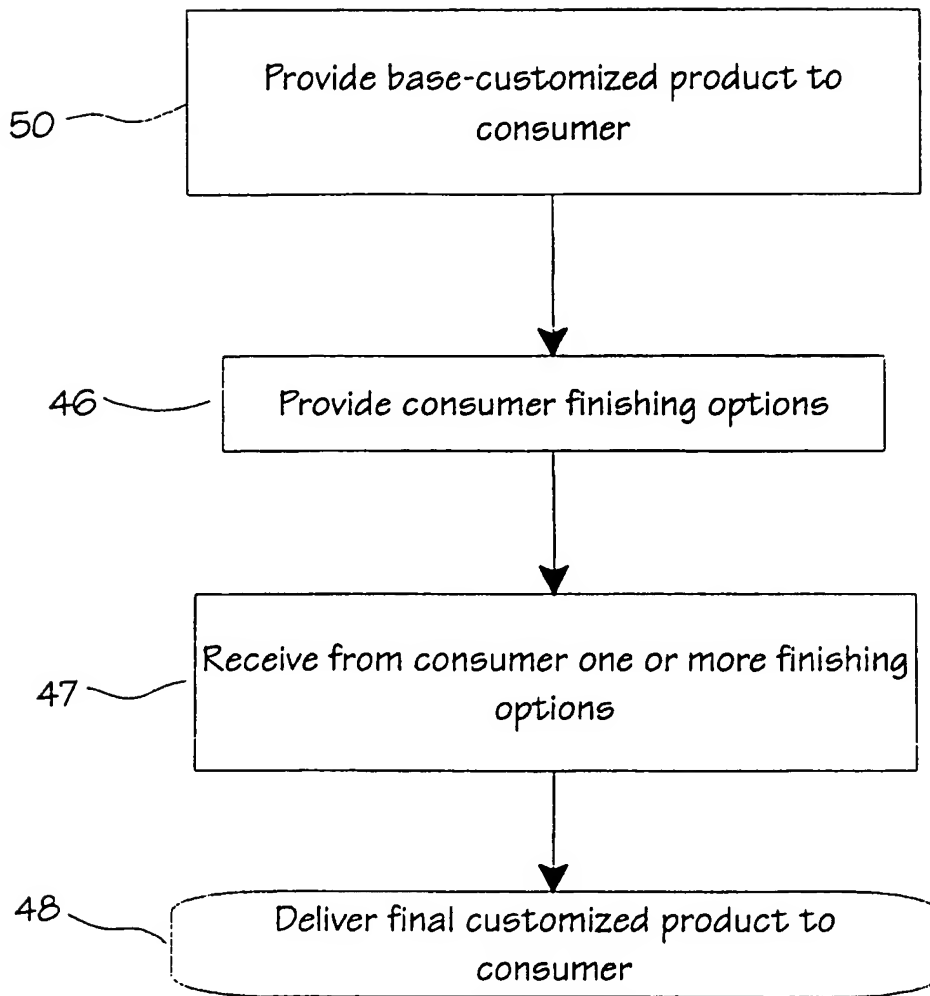 50
Provide base-customized product to
consumer
46
Provide consumer finishing options
47
Receive from consumer one or more finishing
options
48
Deliver final customized product to
consumer